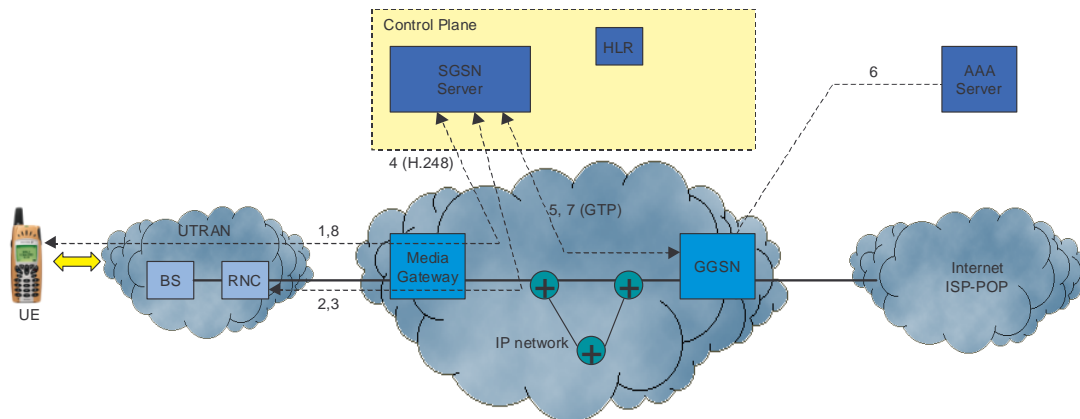 Control Plane
HLR
SGSN
Server
6
AAA
Server
4 (H.248)
5, 7 (GTP)
UTRAN
1,8
Media
Gateway
GGSN
BS
RNC
Internet
ISP-POP
2,3
UE
IP network